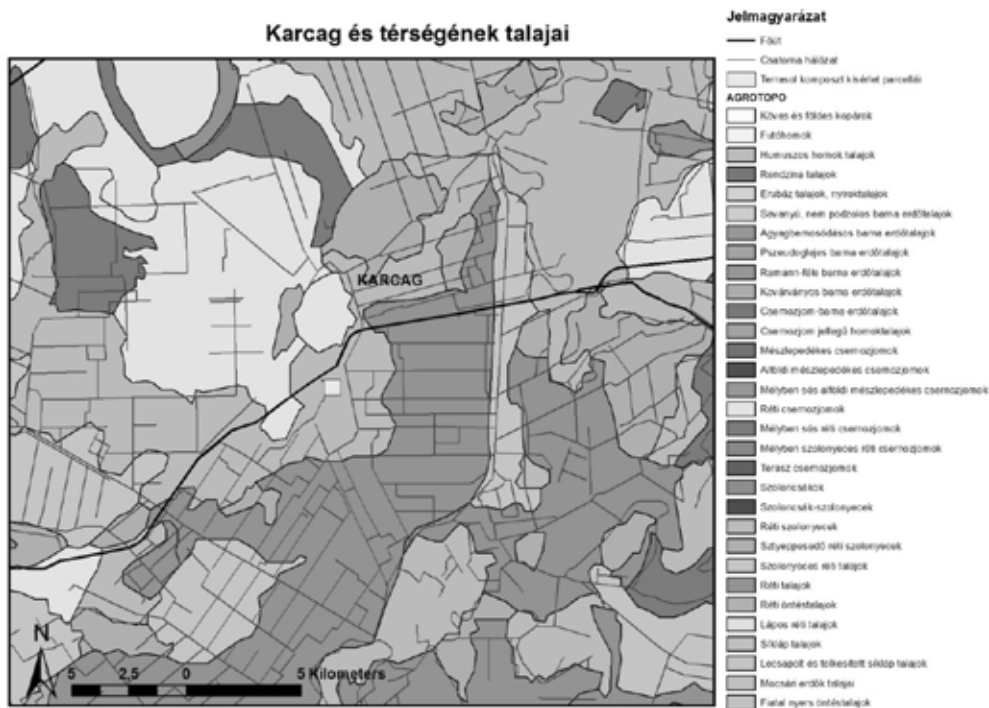 Karcag és térségének talajai
KARCAG
N
5 2,5 0 5 Kilometers
Jelmagyarázat
Főút
Csatorna hálózat
Terrasol komposzt kísérlet parcellái
AGROTOPO
Köves és földes kopárok
Futóhomok
Humuszos homok talajok
Rendzina talajok
Erubáz talajok, nyiroktalajok
Savanyú, nem podzolos barna erdőtalajok
Agyagbemosódásos barna erdőtalajok
Pszeudoglejes barna erdőtalajok
Ramann-féle barna erdőtalajok
Kovárványos barna erdőtalajok
Csernozjom-barna erdőtalajok
Csernozjom jellegű homoktalajok
Mészlepedékes csernozjomok
Alföldi mészlepedékes csernozjomok
Mélyben sós alföldi mészlepedékes csernozjomok
Réti csernozjomok
Mélyben sós réti csernozjomok
Mélyben szolonyeces réti csernozjomok
Terasz csernozjomok
Szoloncsákok
Szoloncsák-szolonyecek
Réti szolonyecek
Sztyeppesedő réti szolonyecek
Szolonyeces réti talajok
Réti talajok
Réti öntéstalajok
Lápos réti talajok
Síkláp talajok
Lecsapolt és telkesített síkláp talajok
Mocsári erdők talajai
Fiatal nyers öntéstalajok